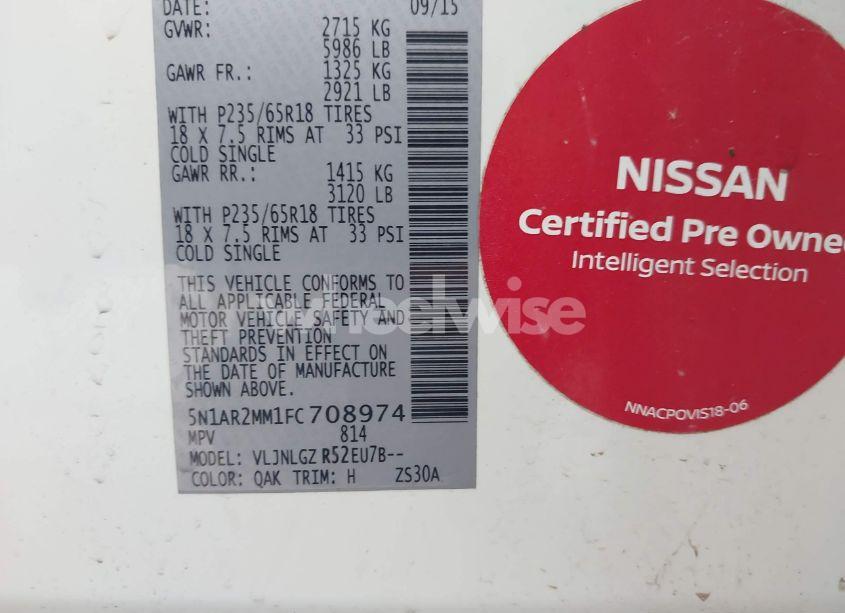 DATE: 09/15
GVWR: 2715 KG
5986 LB
GAWR FR.: 1325 KG
2921 LB
WITH P235/65R18 TIRES
18 X 7.5 RIMS AT 33 PSI
COLD SINGLE
GAWR RR.: 1415 KG
3120 LB
WITH P235/65R18 TIRES
18 X 7.5 RIMS AT 33 PSI
COLD SINGLE
THIS VEHICLE CONFORMS TO
ALL APPLICABLE FEDERAL
MOTOR VEHICLE SAFETY AND
THEFT PREVENTION
STANDARDS IN EFFECT ON
THE DATE OF MANUFACTURE
SHOWN ABOVE.
5N1AR2MM1FC708974
MPV 814
MODEL: VLJNLGZ R52EU7B--
COLOR: QAK TRIM: H ZS30A
NISSAN
Certified Pre Owne
Intelligent Selection
NNACPOVIS18-06
wheelwise